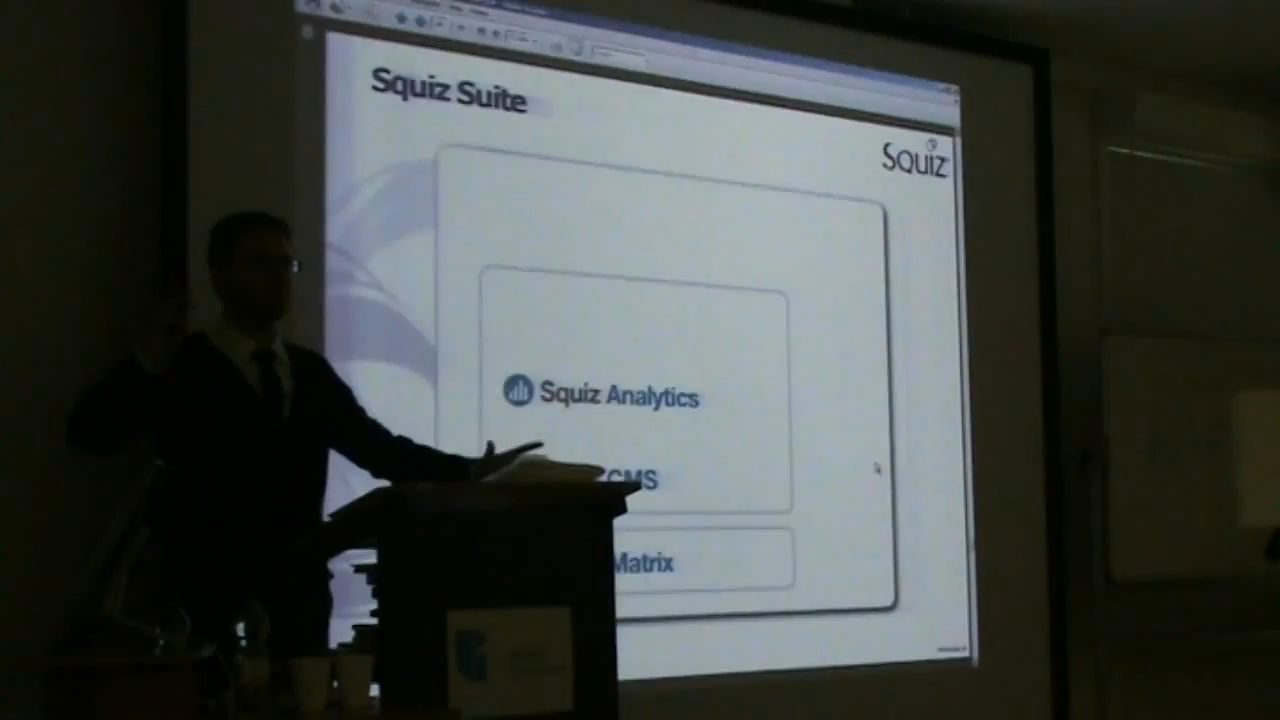 Squiz Suite
Squiz
Squiz Analytics
CMS
Matrix